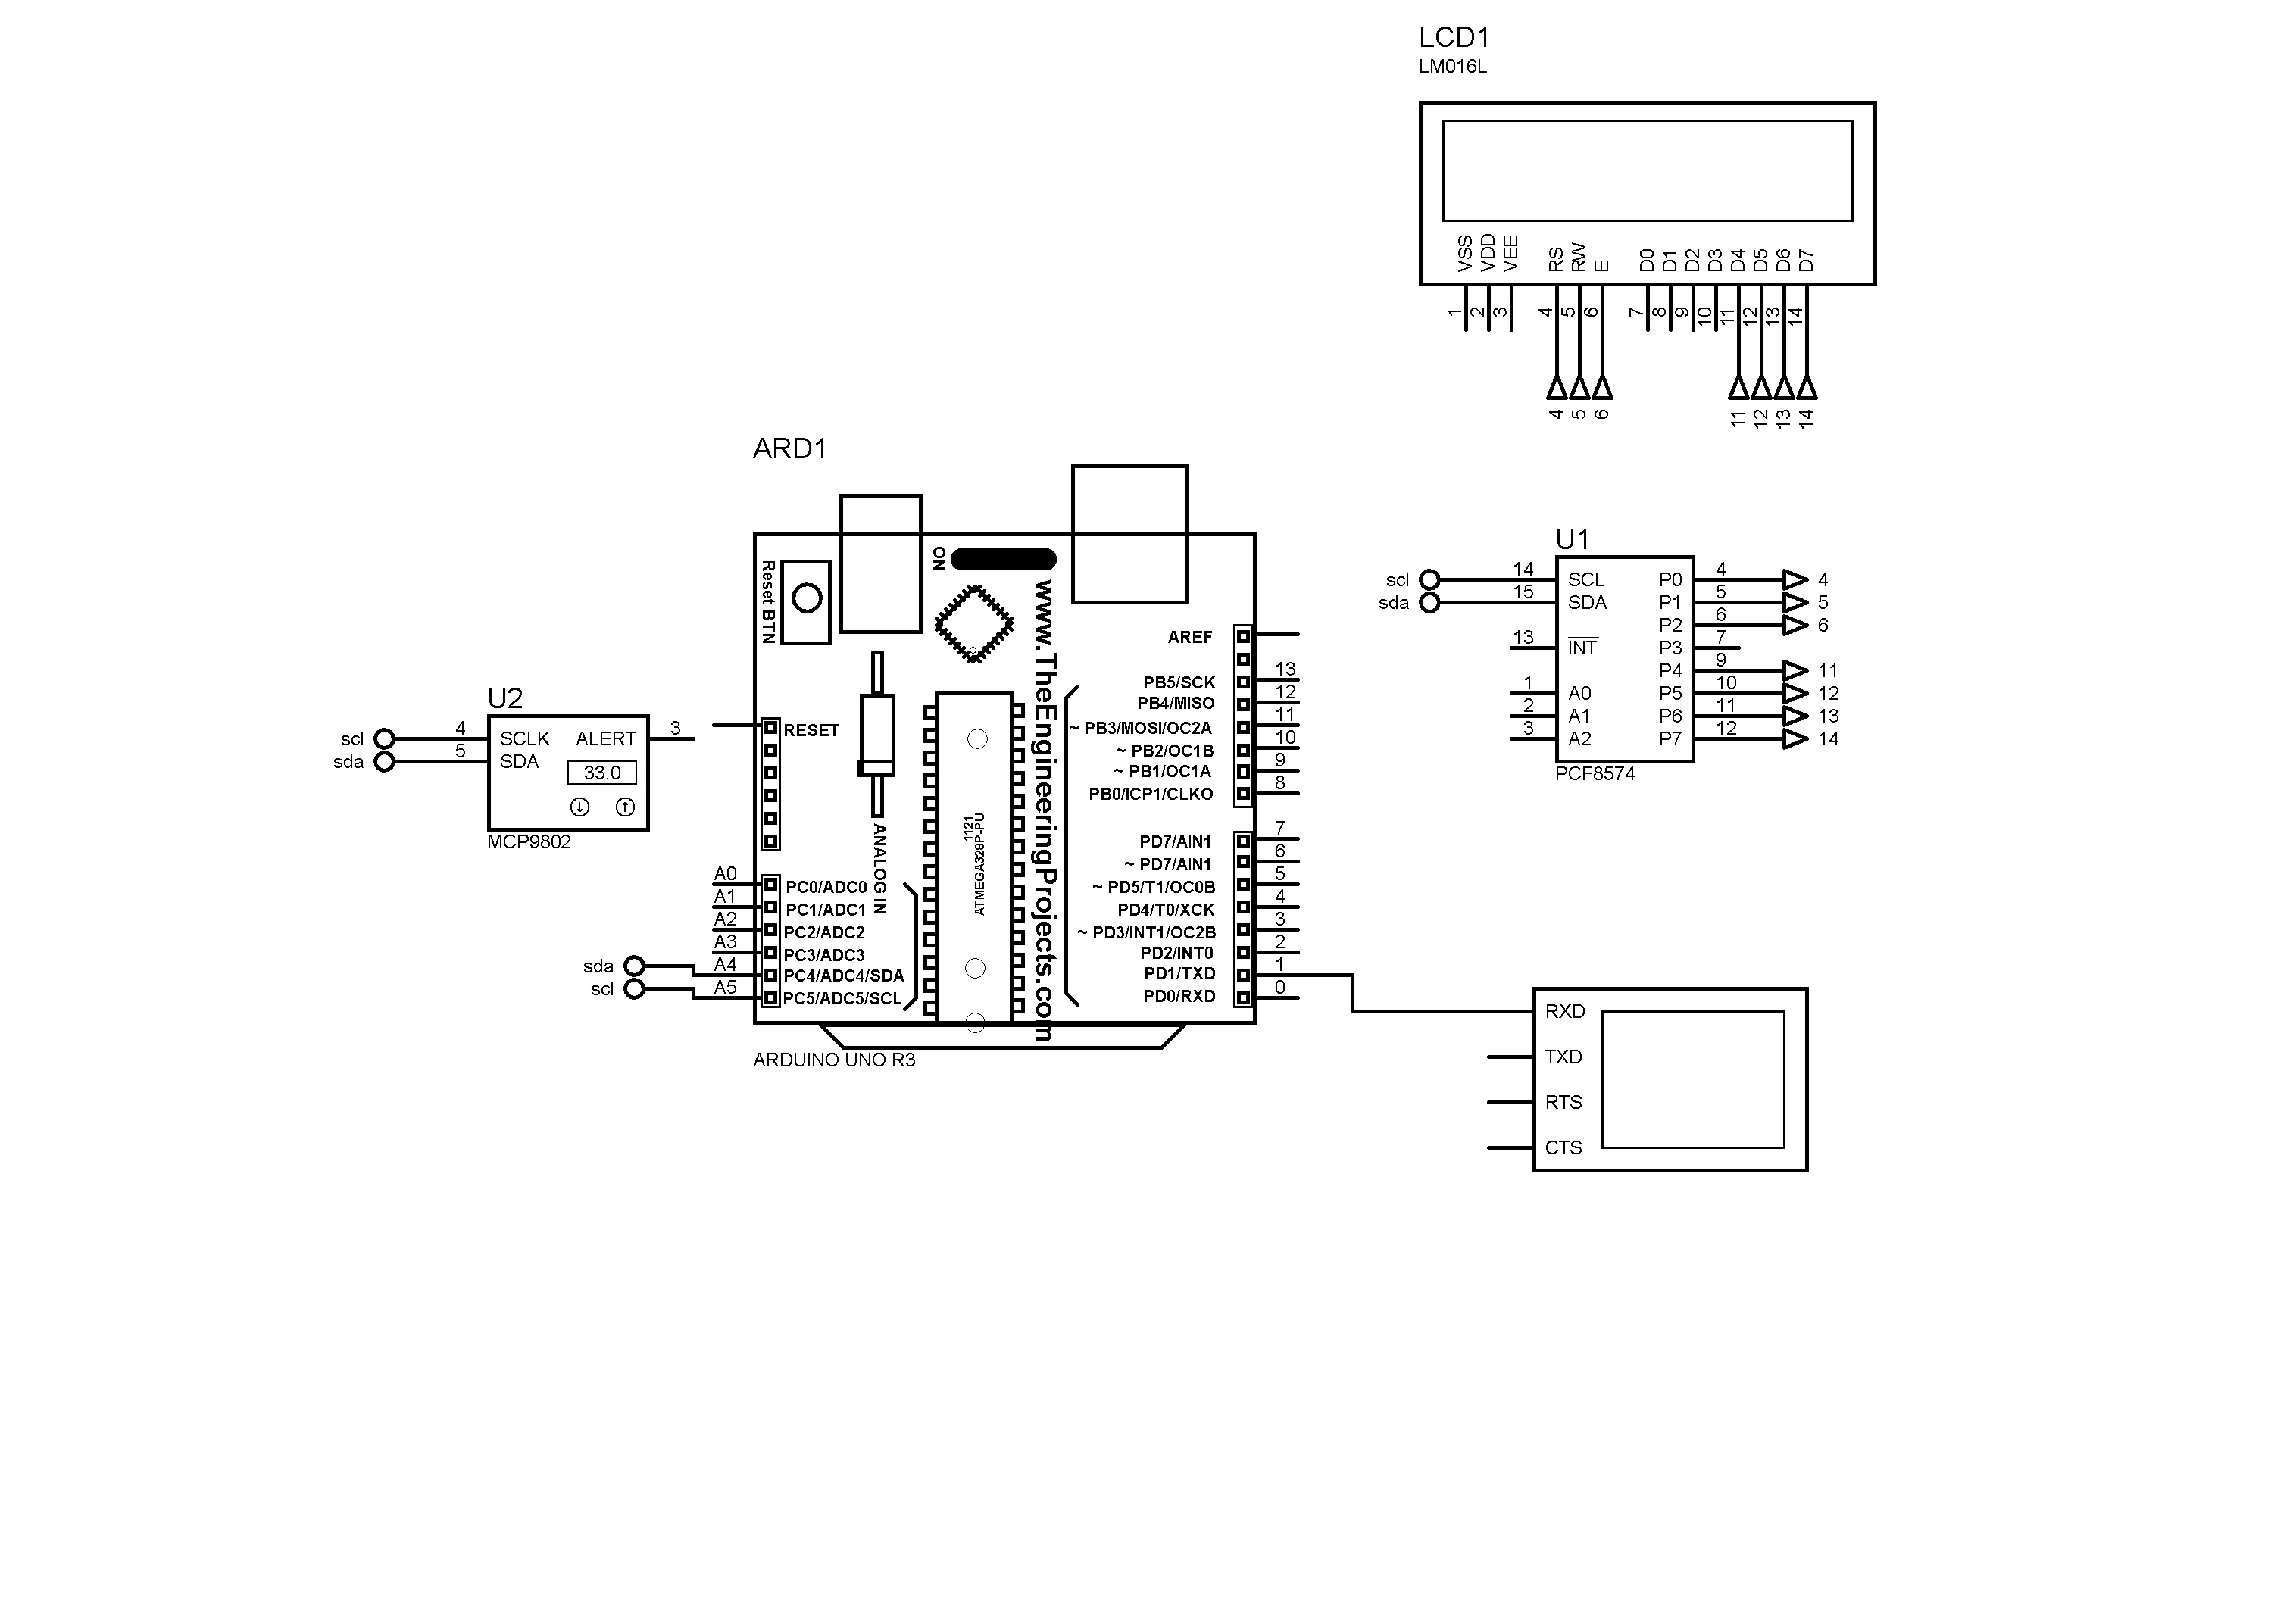 LCD1
LM016L
VSS
VDD
VEE
RS
RW
E
D0
D1
D2
D3
D4
D5
D6
D7
1
2
3
4
5
6
7
8
9
10
11
12
13
14
4
5
6
11
12
13
14
ARD1
ON
Reset BTN
www.TheEngineeringProjects.com
ANALOG IN
1121
ATMEGA328P-PU
RESET
A0 PC0/ADC0
A1 PC1/ADC1
A2 PC2/ADC2
A3 PC3/ADC3
sda A4 PC4/ADC4/SDA
scl A5 PC5/ADC5/SCL
AREF
PB5/SCK 13
PB4/MISO 12
~ PB3/MOSI/OC2A 11
~ PB2/OC1B 10
~ PB1/OC1A 9
PB0/ICP1/CLKO 8
PD7/AIN1 7
~ PD7/AIN1 6
~ PD5/T1/OC0B 5
PD4/T0/XCK 4
~ PD3/INT1/OC2B 3
PD2/INT0 2
PD1/TXD 1
PD0/RXD 0
ARDUINO UNO R3
U2
scl 4 SCLK ALERT 3
sda 5 SDA
33.0
MCP9802
U1
scl 14 SCL P0 4 4
sda 15 SDA P1 5 5
P2 6 6
13 INT P3 7
P4 9 11
1 A0 P5 10 12
2 A1 P6 11 13
3 A2 P7 12 14
PCF8574
RXD
TXD
RTS
CTS